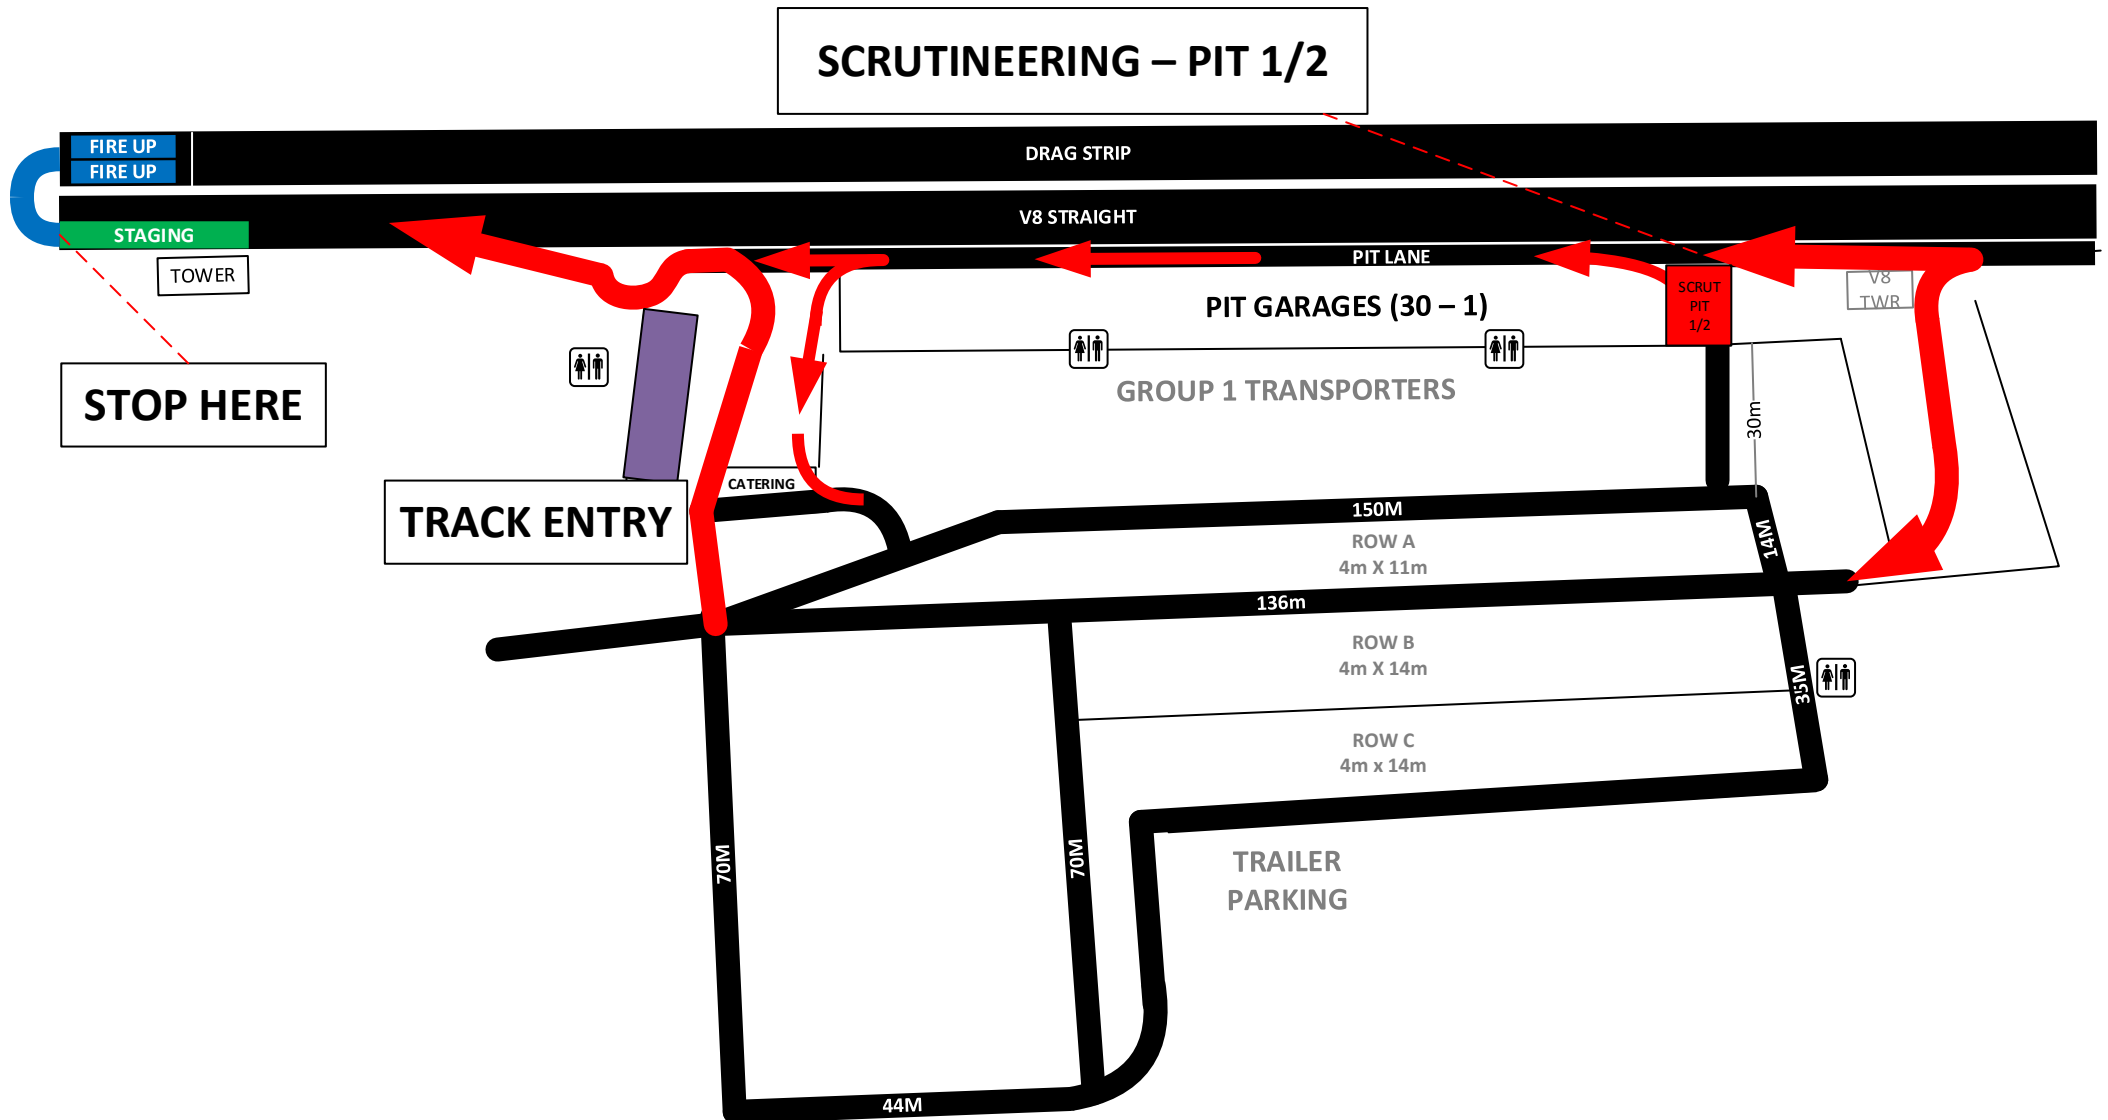 SCRUTINEERING – PIT 1/2
FIRE UP
FIRE UP
DRAG STRIP
V8 STRAIGHT
STAGING
TOWER
PIT LANE
PIT GARAGES (30 – 1)
SCRUT
PIT
1/2
V8
TWR
STOP HERE
GROUP 1 TRANSPORTERS
30m
CATERING
TRACK ENTRY
150M
14M
ROW A
4m X 11m
136m
ROW B
4m X 14m
35M
ROW C
4m x 14m
70M
70M
TRAILER
PARKING
44M